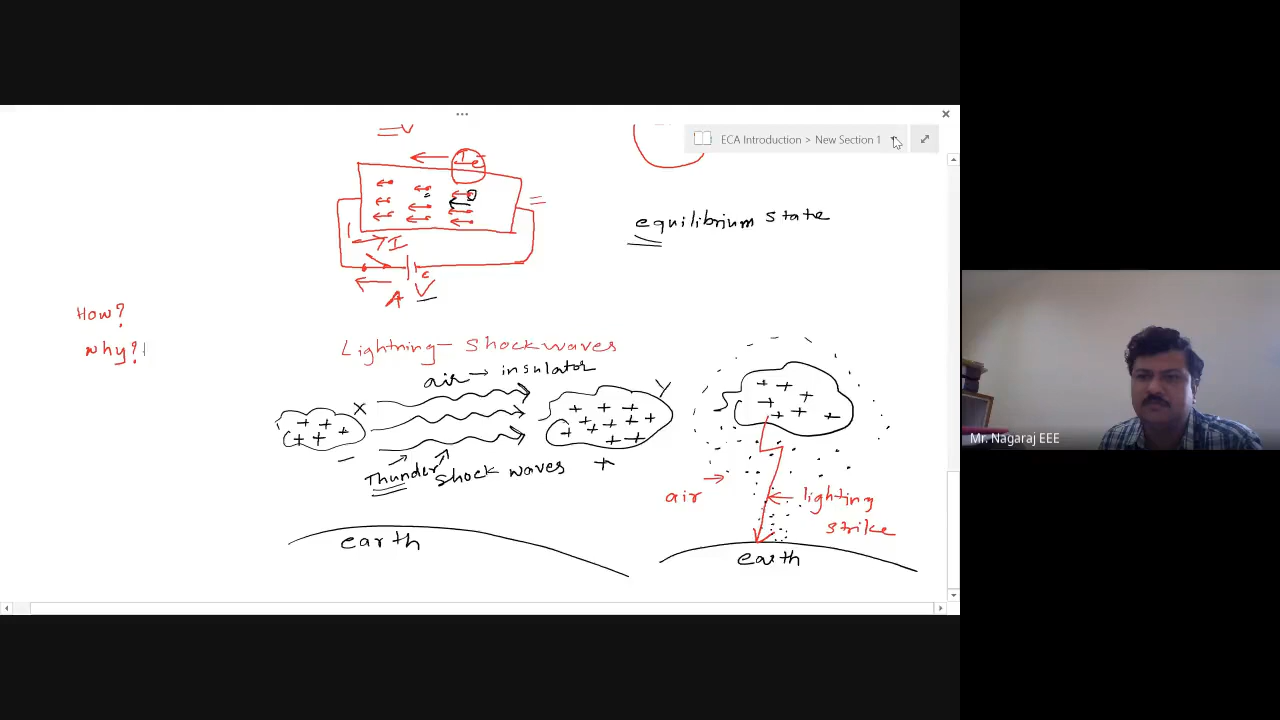 ECA Introduction > New Section 1
V
I e-
equilibrium state
I
A V
How?
Why?
Lightning- Shockwaves
air → insulator
X
Y
Thunder
Shock waves
air
lighting
strike
earth
earth
Mr. Nagaraj EEE